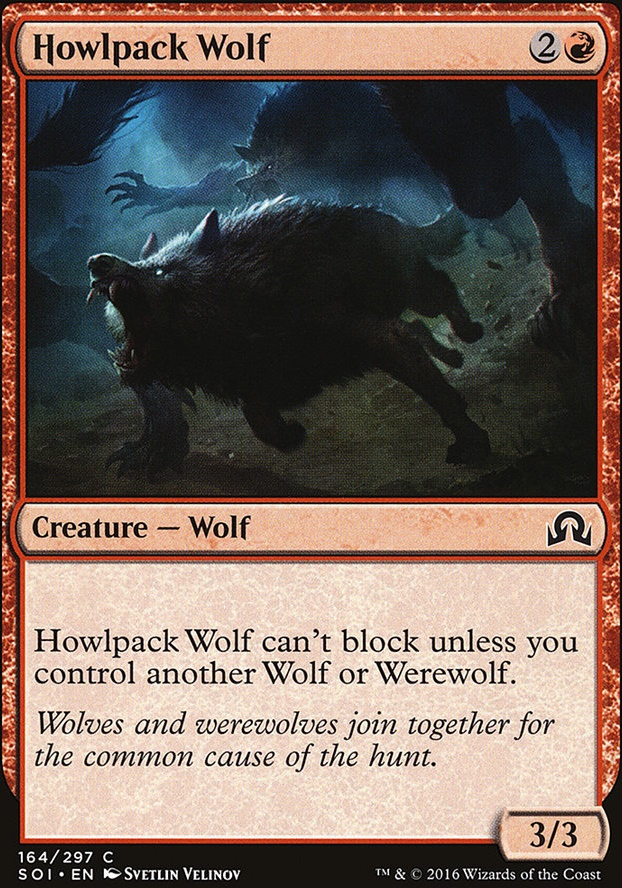 Howlpack Wolf 2
Creature — Wolf
Howlpack Wolf can't block unless you
control another Wolf or Werewolf.
Wolves and werewolves join together for
the common cause of the hunt.
3/3
164/297 C
SOI • EN Svetlin Velinov
™ & © 2016 Wizards of the Coast